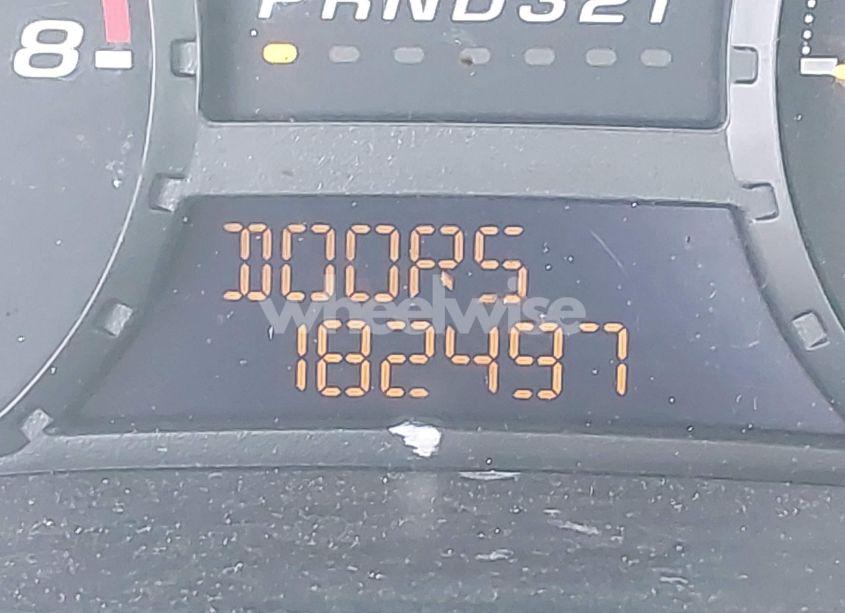 PRND321
8
DOORS
wheelwise
182497